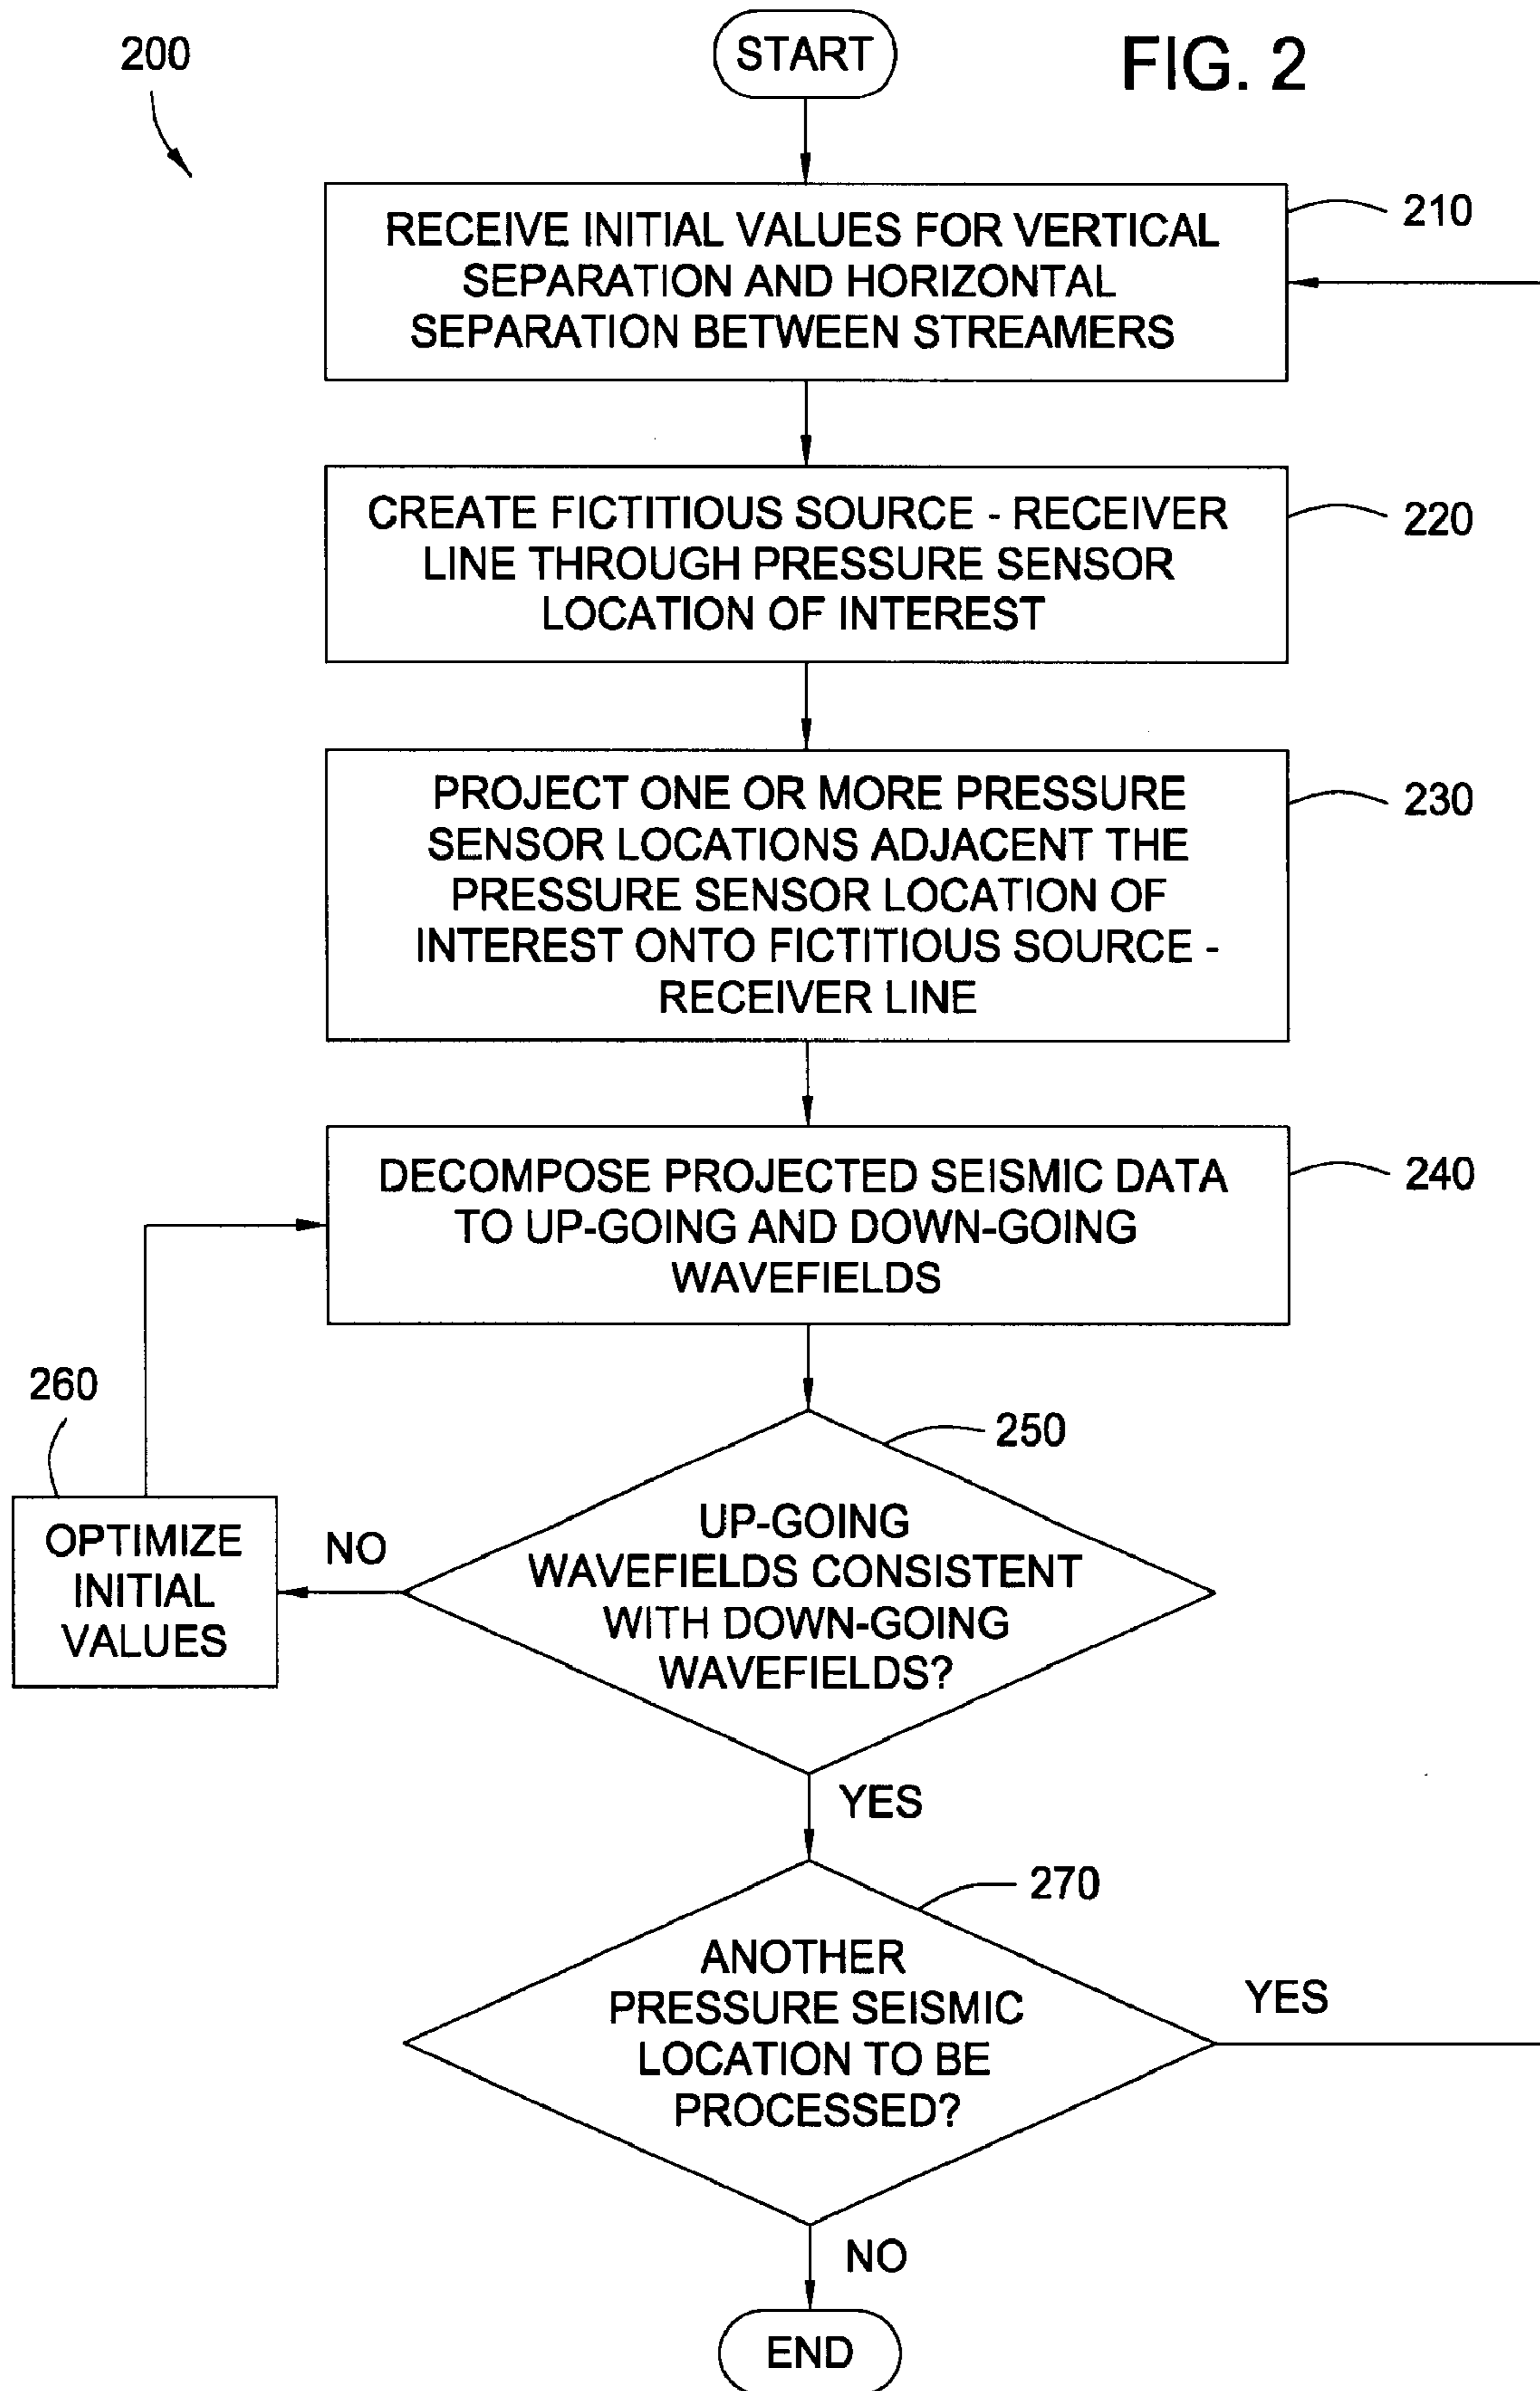 200
START
FIG. 2
RECEIVE INITIAL VALUES FOR VERTICAL
SEPARATION AND HORIZONTAL
SEPARATION BETWEEN STREAMERS
210
CREATE FICTITIOUS SOURCE - RECEIVER
LINE THROUGH PRESSURE SENSOR
LOCATION OF INTEREST
220
PROJECT ONE OR MORE PRESSURE
SENSOR LOCATIONS ADJACENT THE
PRESSURE SENSOR LOCATION OF
INTEREST ONTO FICTITIOUS SOURCE -
RECEIVER LINE
230
DECOMPOSE PROJECTED SEISMIC DATA
TO UP-GOING AND DOWN-GOING
WAVEFIELDS
240
260
OPTIMIZE
INITIAL
VALUES
NO
250
UP-GOING
WAVEFIELDS CONSISTENT
WITH DOWN-GOING
WAVEFIELDS?
YES
270
ANOTHER
PRESSURE SEISMIC
LOCATION TO BE
PROCESSED?
YES
NO
END